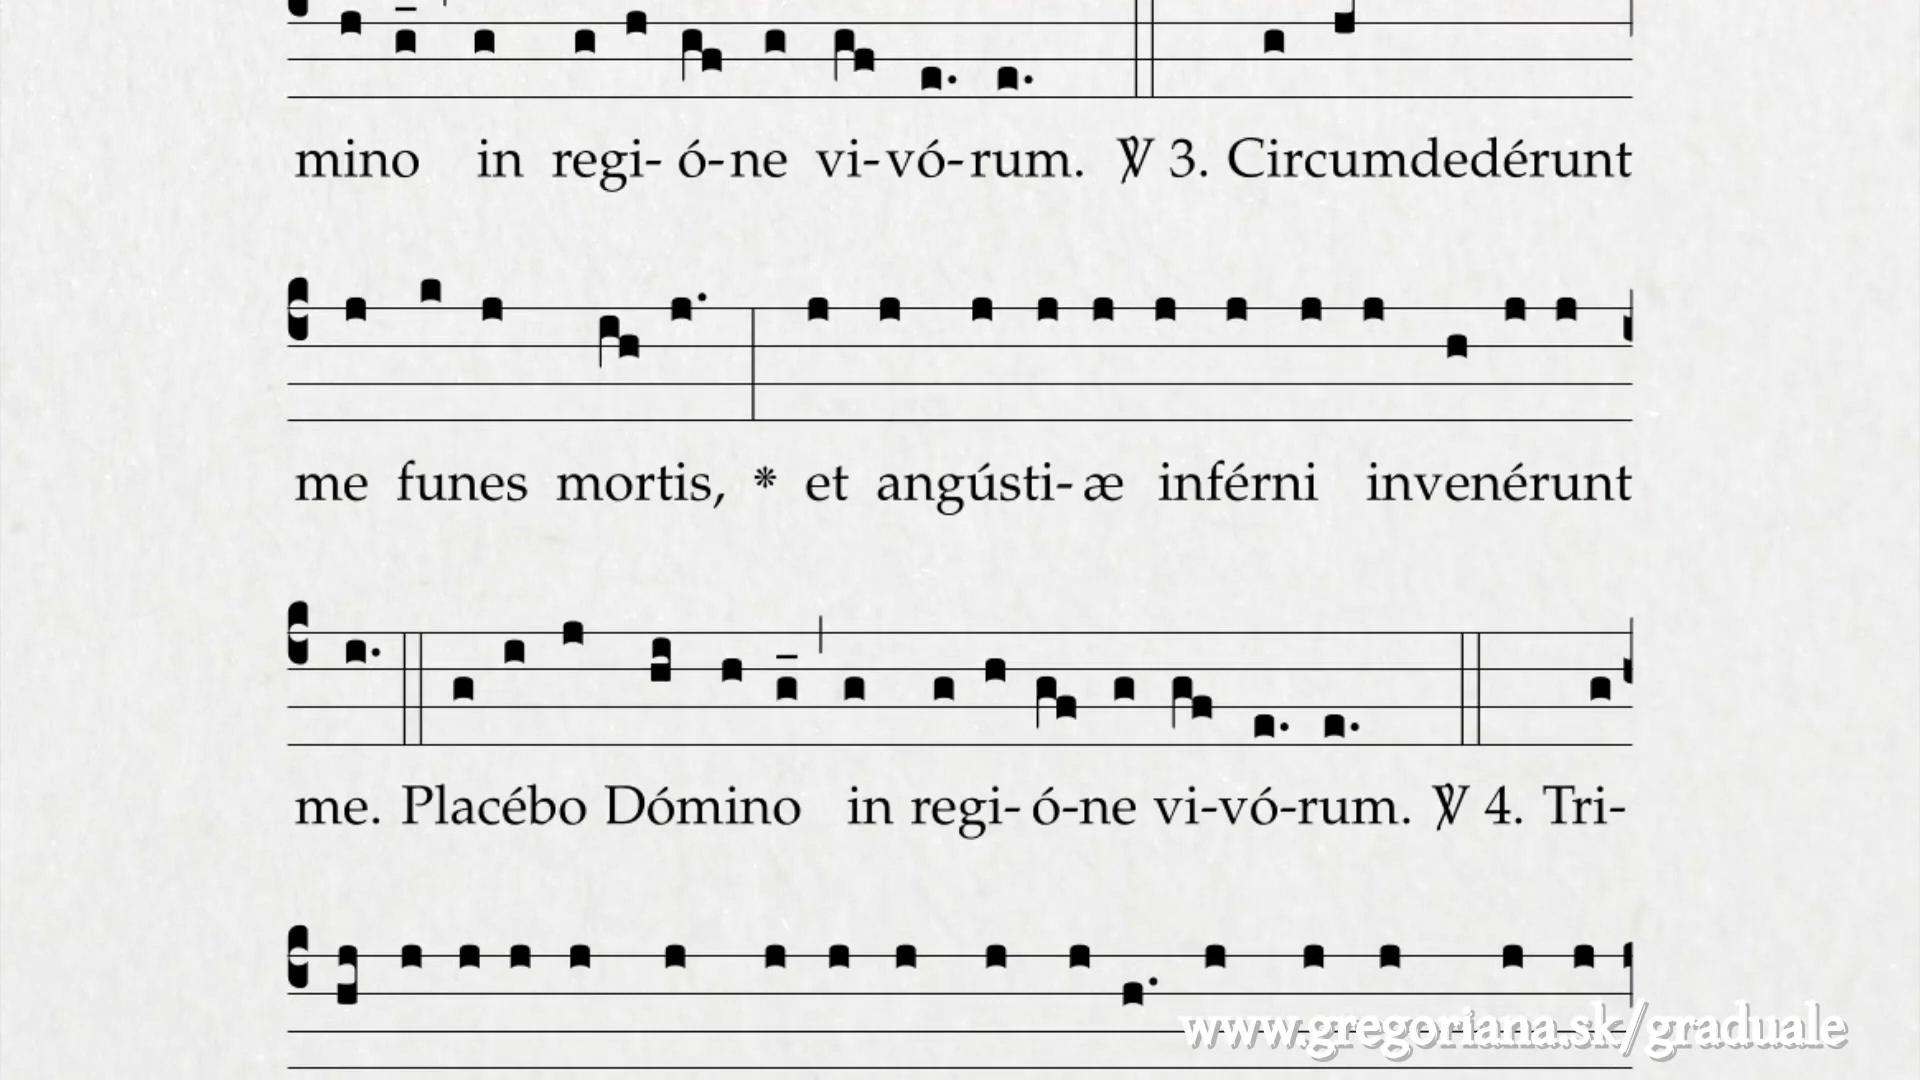 mino in regi- ó-ne vi-vó-rum. ℣ 3. Circumdedérunt
me funes mortis, * et angústi- æ inférni invenérunt
me. Placébo Dómino in regi- ó-ne vi-vó-rum. ℣ 4. Tri-
www.gregoriana.sk/graduale